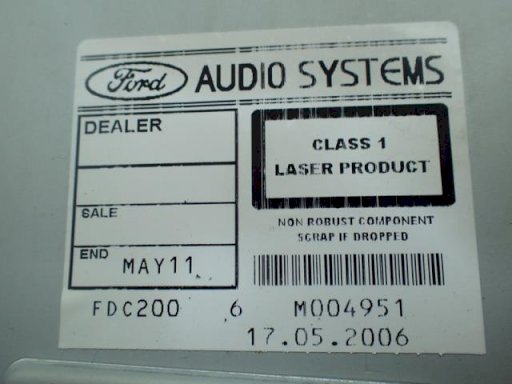 Ford AUDIO SYSTEMS
DEALER
SALE
END MAY11
CLASS 1
LASER PRODUCT
NON ROBUST COMPONENT
SCRAP IF DROPPED
FDC200 6 M004951
17.05.2006